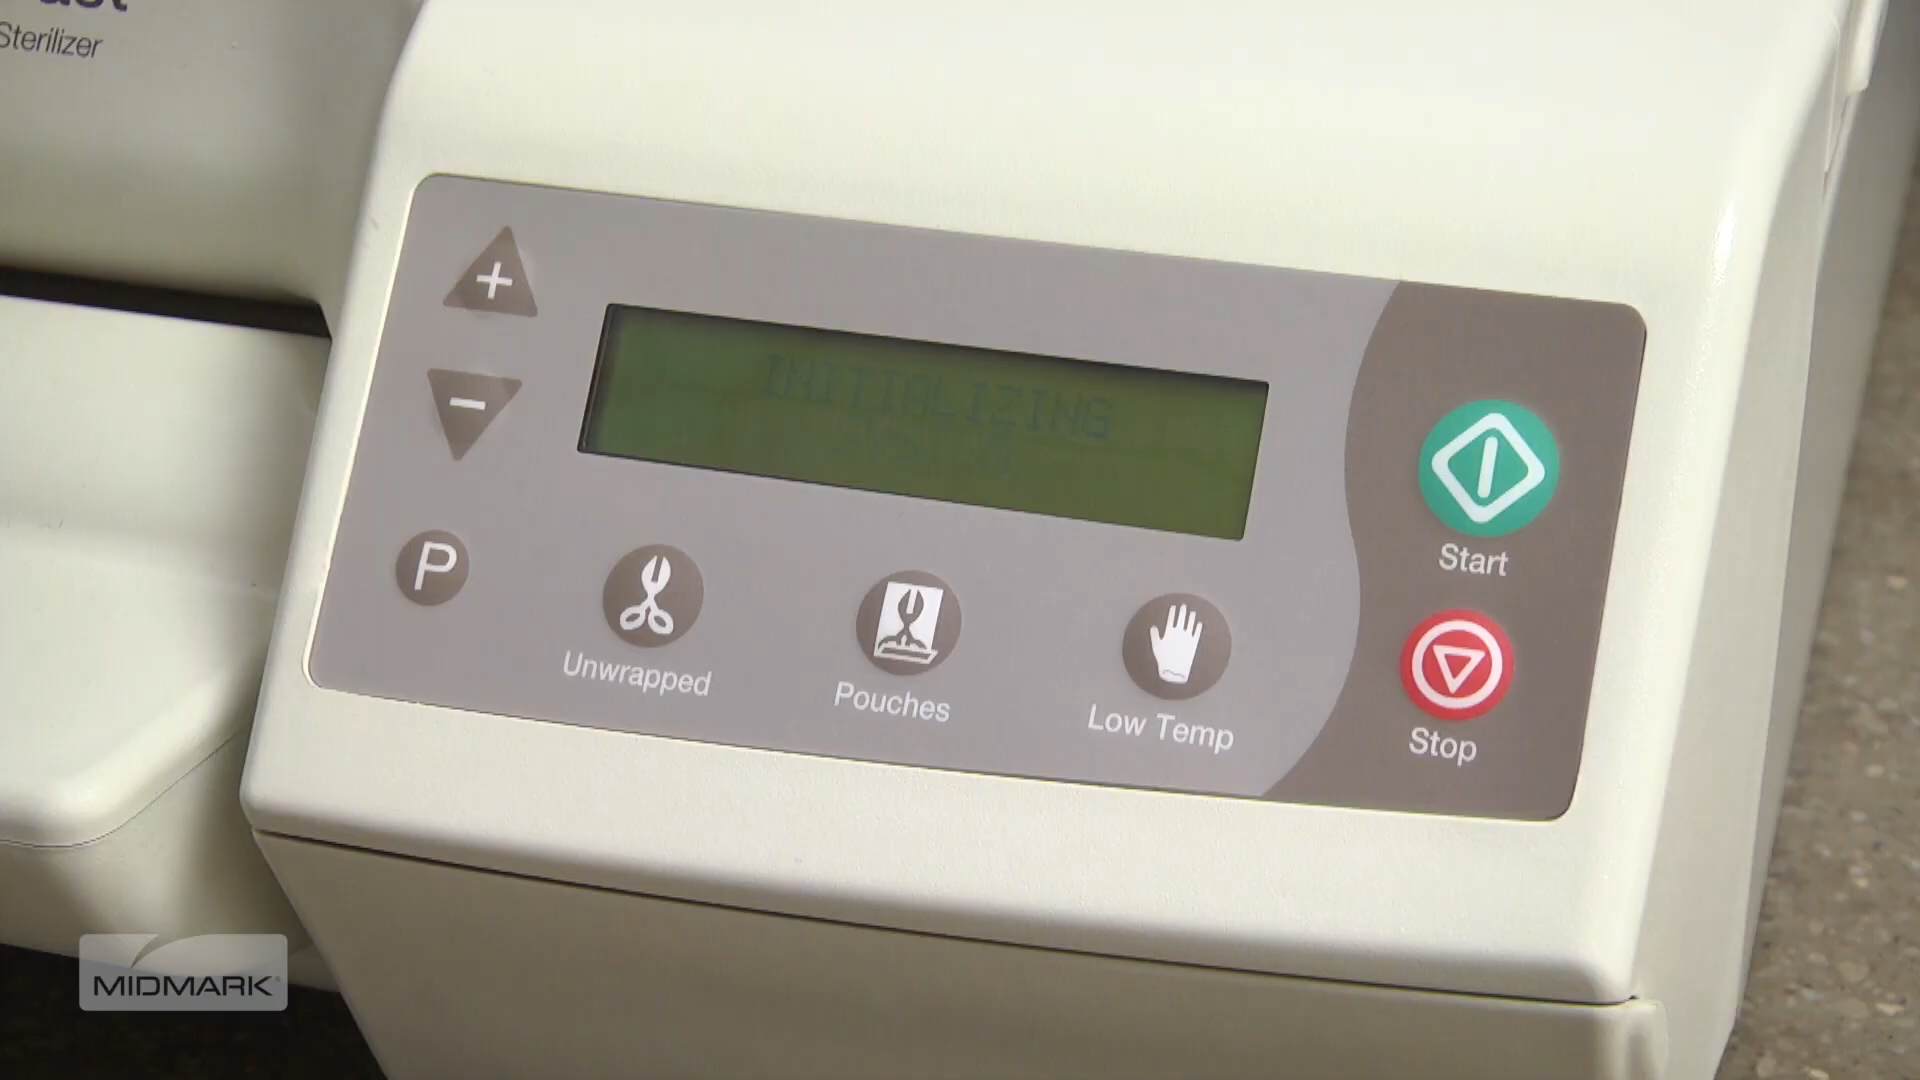 Sterilizer
+
INITIALIZING
−
P
Unwrapped
Pouches
Low Temp
Start
Stop
MIDMARK